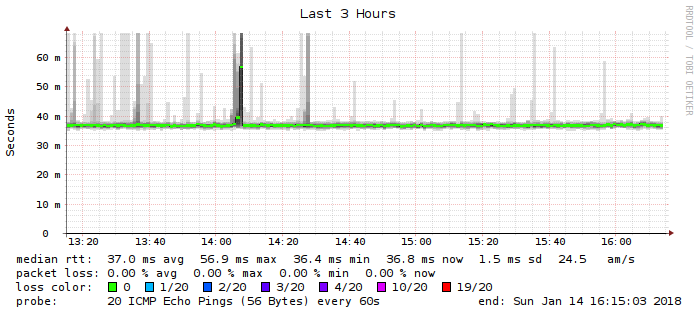 Last 3 Hours
RRDTOOL / TOBI OETIKER
Seconds
60 m
50 m
40 m
30 m
20 m
10 m
0
13:20 13:40 14:00 14:20 14:40 15:00 15:20 15:40 16:00
median rtt: 37.0 ms avg 56.9 ms max 36.4 ms min 36.8 ms now 1.5 ms sd 24.5 am/s
packet loss: 0.00 % avg 0.00 % max 0.00 % min 0.00 % now
loss color: 0 1/20 2/20 3/20 4/20 10/20 19/20
probe: 20 ICMP Echo Pings (56 Bytes) every 60s end: Sun Jan 14 16:15:03 2018